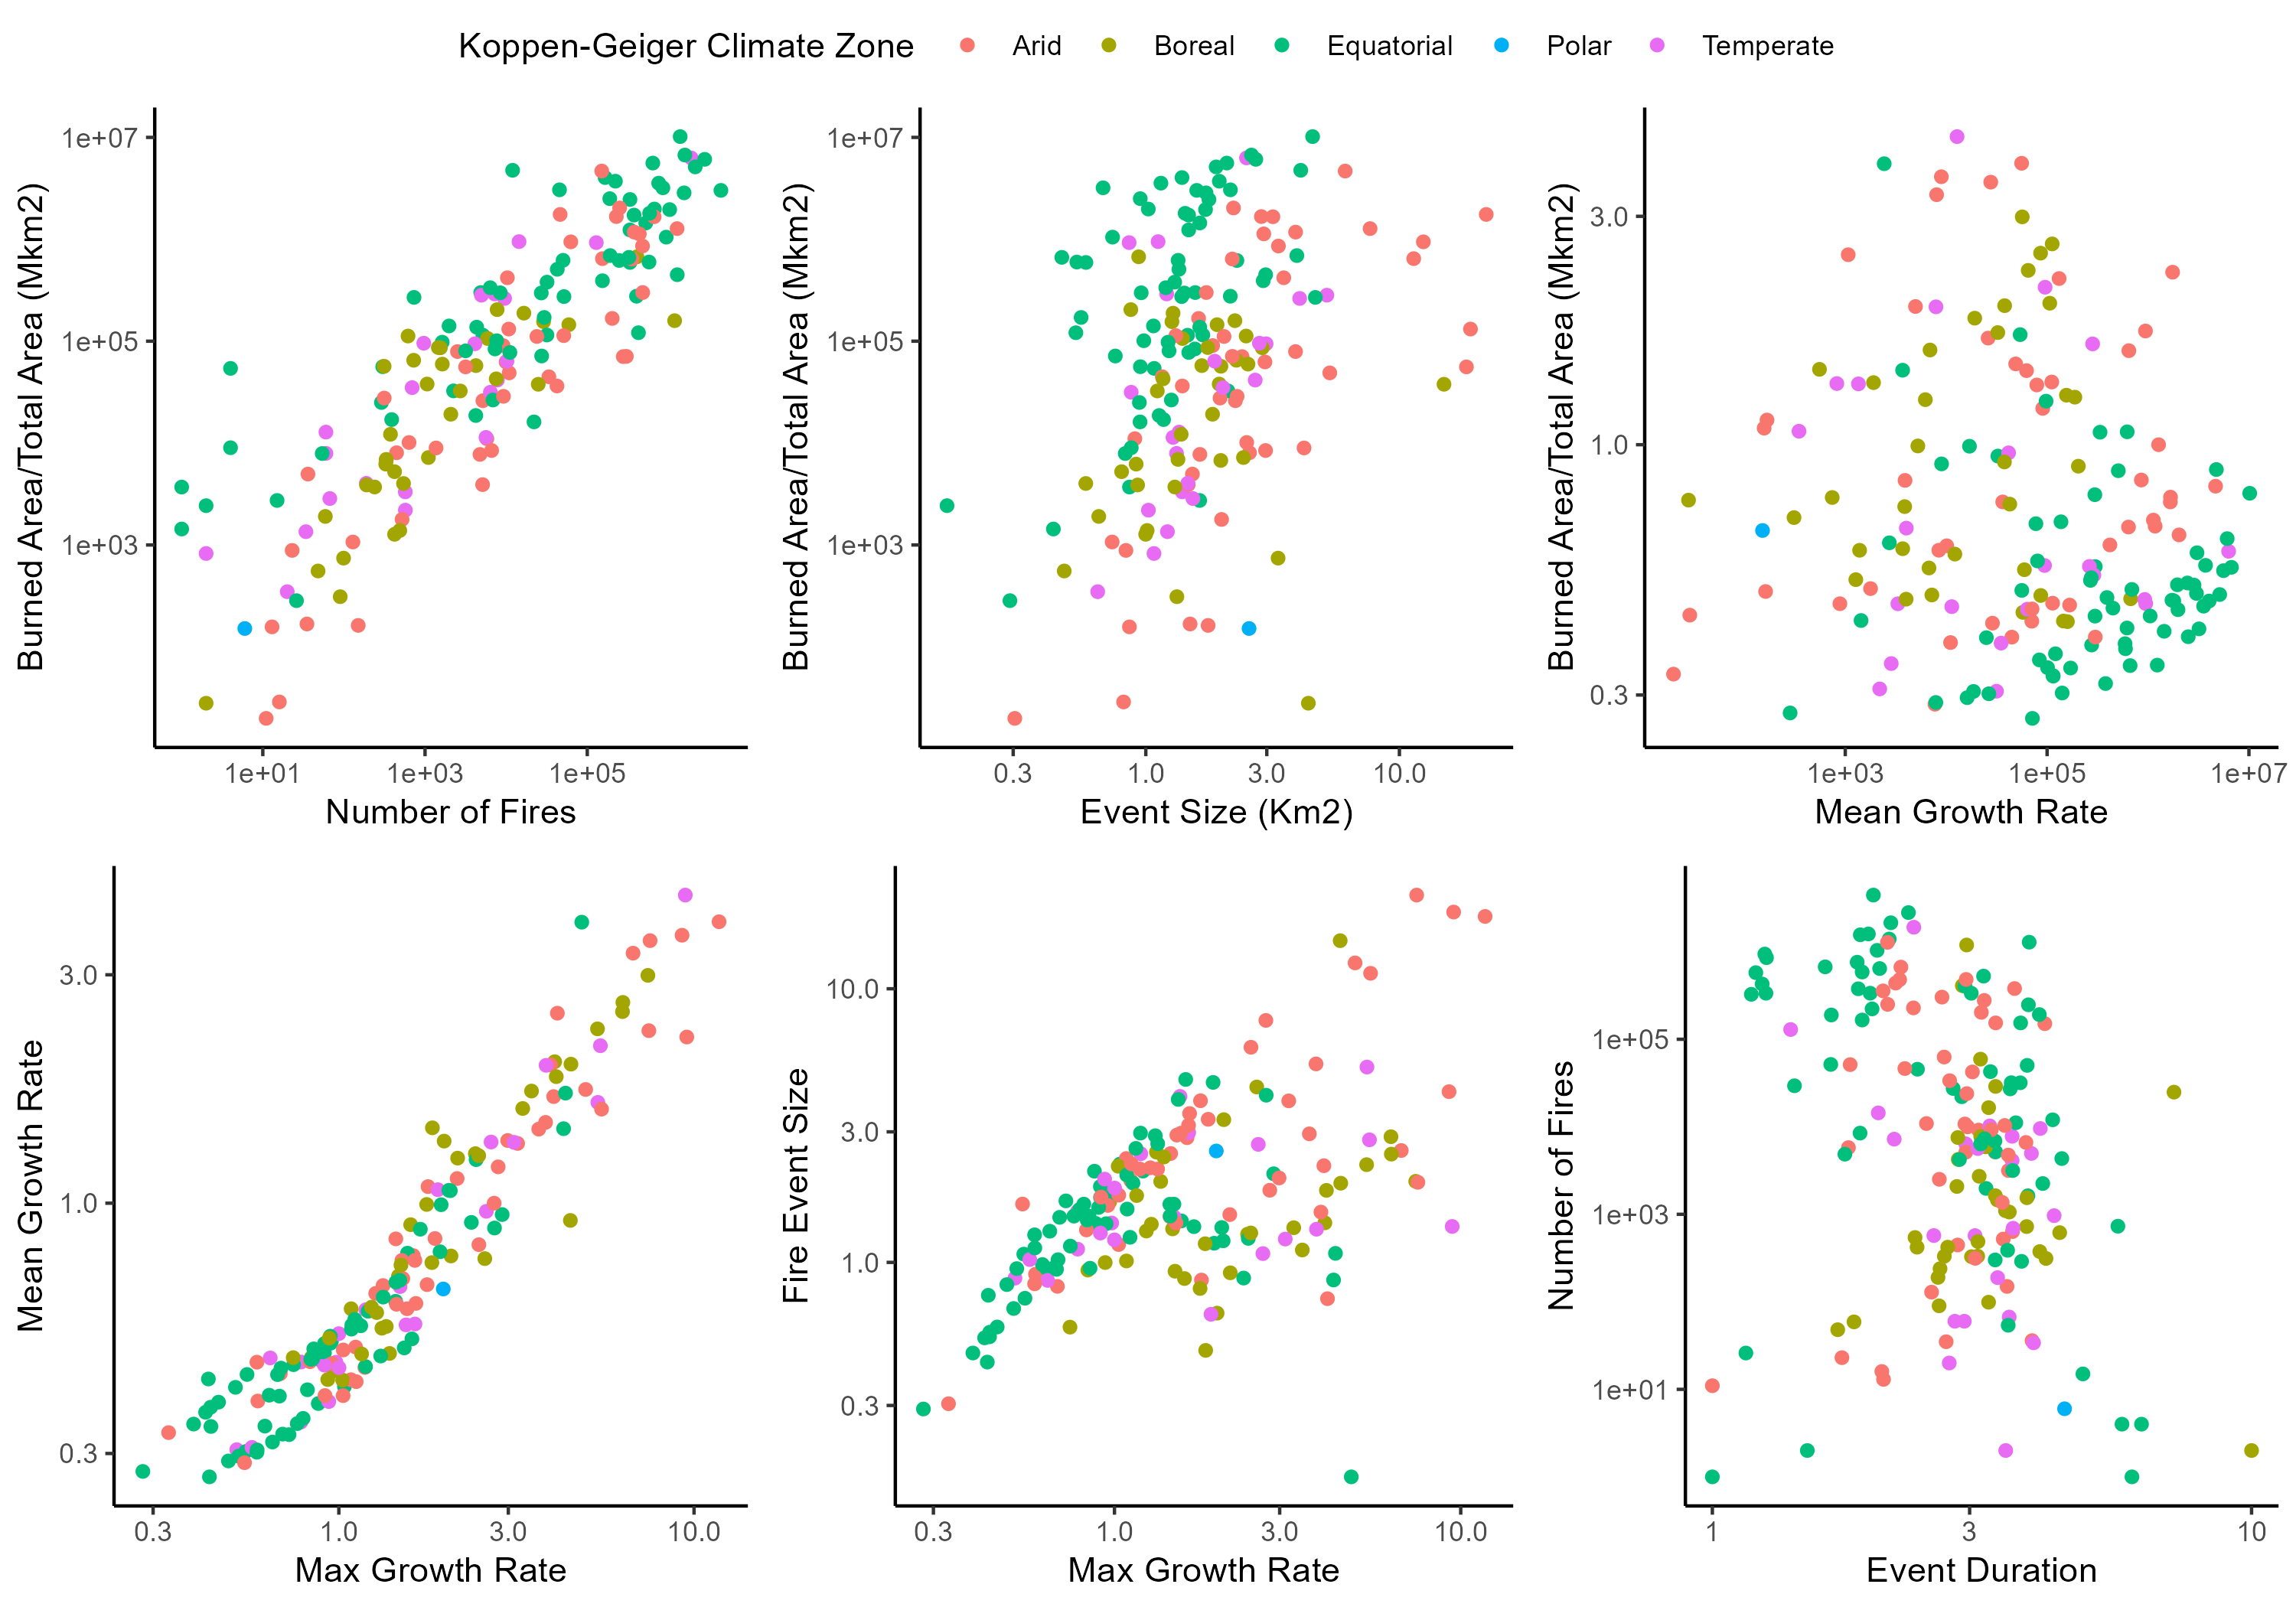 Koppen-Geiger Climate Zone Arid Boreal Equatorial Polar Temperate
Burned Area/Total Area (Mkm2)
1e+07
1e+05
1e+03
1e+01 1e+03 1e+05
Number of Fires
Burned Area/Total Area (Mkm2)
1e+07
1e+05
1e+03
0.3 1.0 3.0 10.0
Event Size (Km2)
Burned Area/Total Area (Mkm2)
3.0
1.0
0.3
1e+03 1e+05 1e+07
Mean Growth Rate
Mean Growth Rate
3.0
1.0
0.3
0.3 1.0 3.0 10.0
Max Growth Rate
Fire Event Size
10.0
3.0
1.0
0.3
0.3 1.0 3.0 10.0
Max Growth Rate
Number of Fires
1e+05
1e+03
1e+01
1 3 10
Event Duration